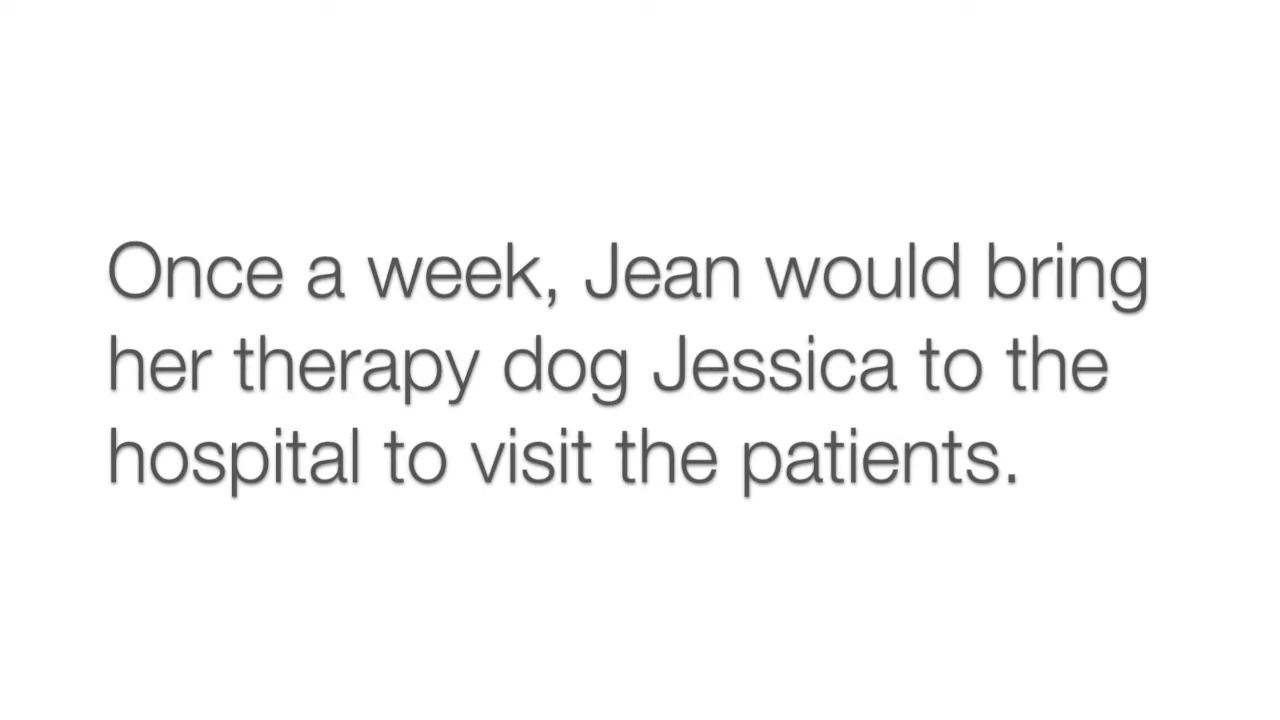 Once a week, Jean would bring
her therapy dog Jessica to the
hospital to visit the patients.